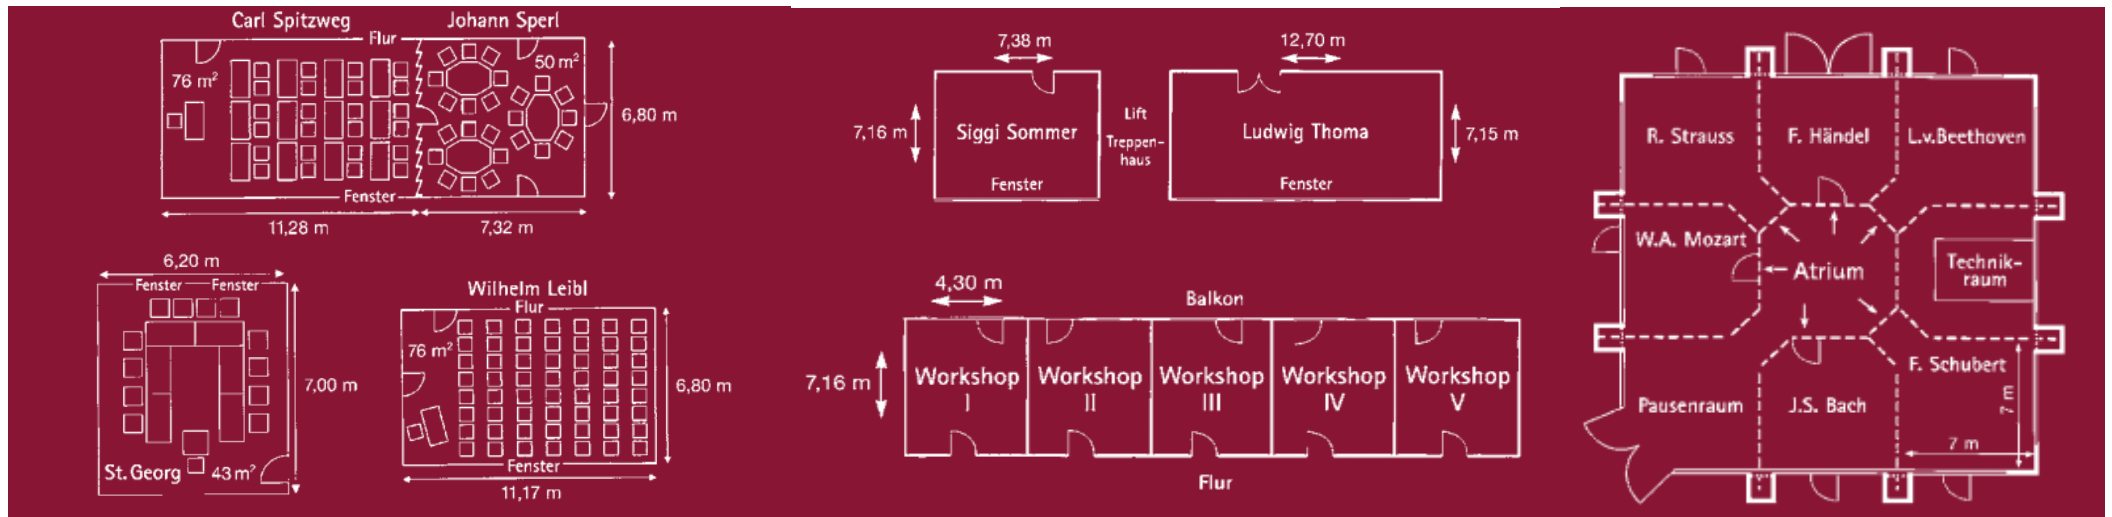 Carl Spitzweg
Johann Sperl
Flur
76 m²
50 m²
6,80 m
Fenster
11,28 m
7,32 m
6,20 m
Fenster
Fenster
7,00 m
St. Georg
43 m²
Wilhelm Leibl
Flur
76 m²
6,80 m
Fenster
11,17 m
7,38 m
12,70 m
7,16 m
Siggi Sommer
Fenster
Lift
Treppen-
haus
Ludwig Thoma
Fenster
7,15 m
4,30 m
Balkon
7,16 m
Workshop
I
Workshop
II
Workshop
III
Workshop
IV
Workshop
V
Flur
R. Strauss
F. Händel
L.v.Beethoven
W.A. Mozart
Atrium
Technik-
raum
F. Schubert
Pausenraum
J.S. Bach
7 m
7 m